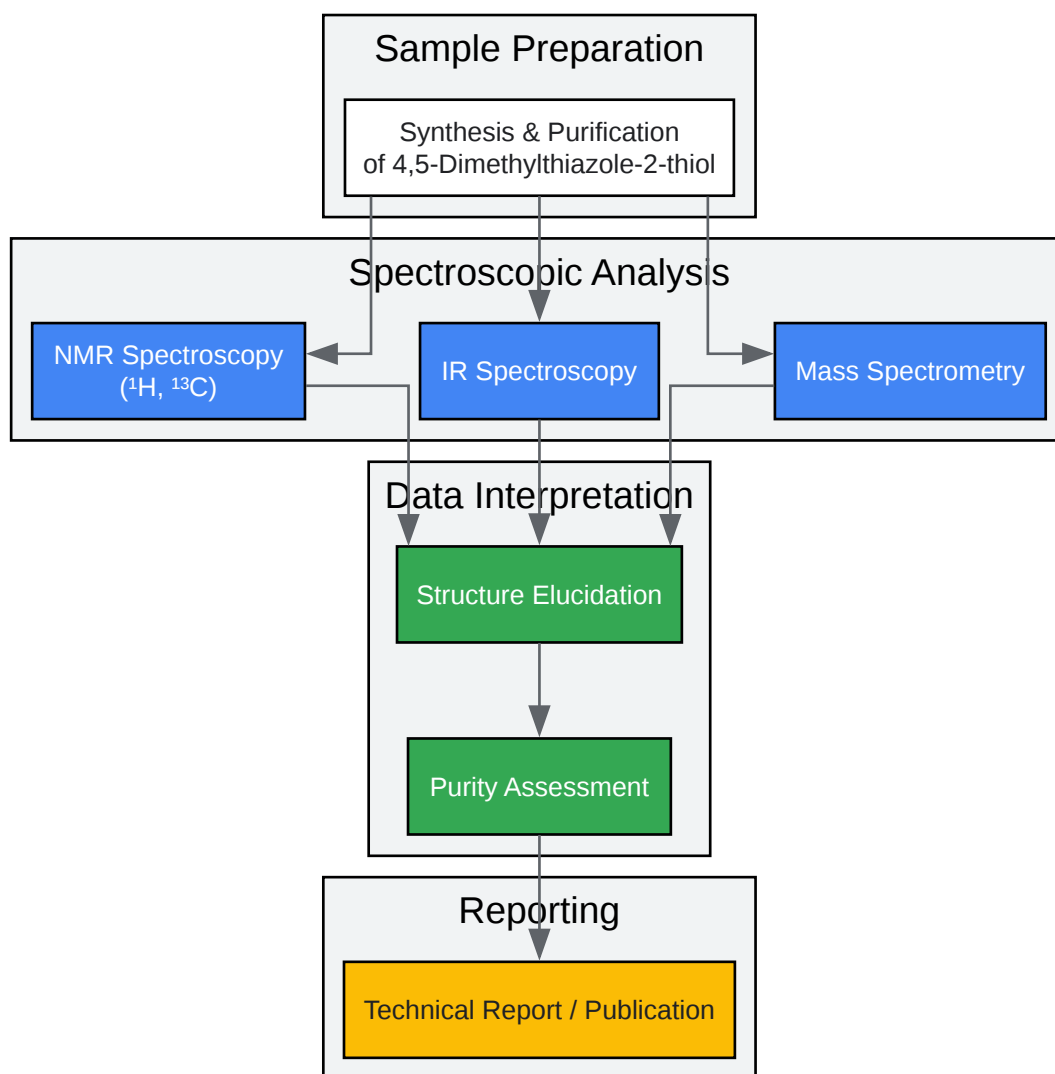 Sample Preparation
Synthesis & Purification
of 4,5-Dimethylthiazole-2-thiol
Spectroscopic Analysis
NMR Spectroscopy
(¹H, ¹³C)
IR Spectroscopy
Mass Spectrometry
Data Interpretation
Structure Elucidation
Purity Assessment
Reporting
Technical Report / Publication